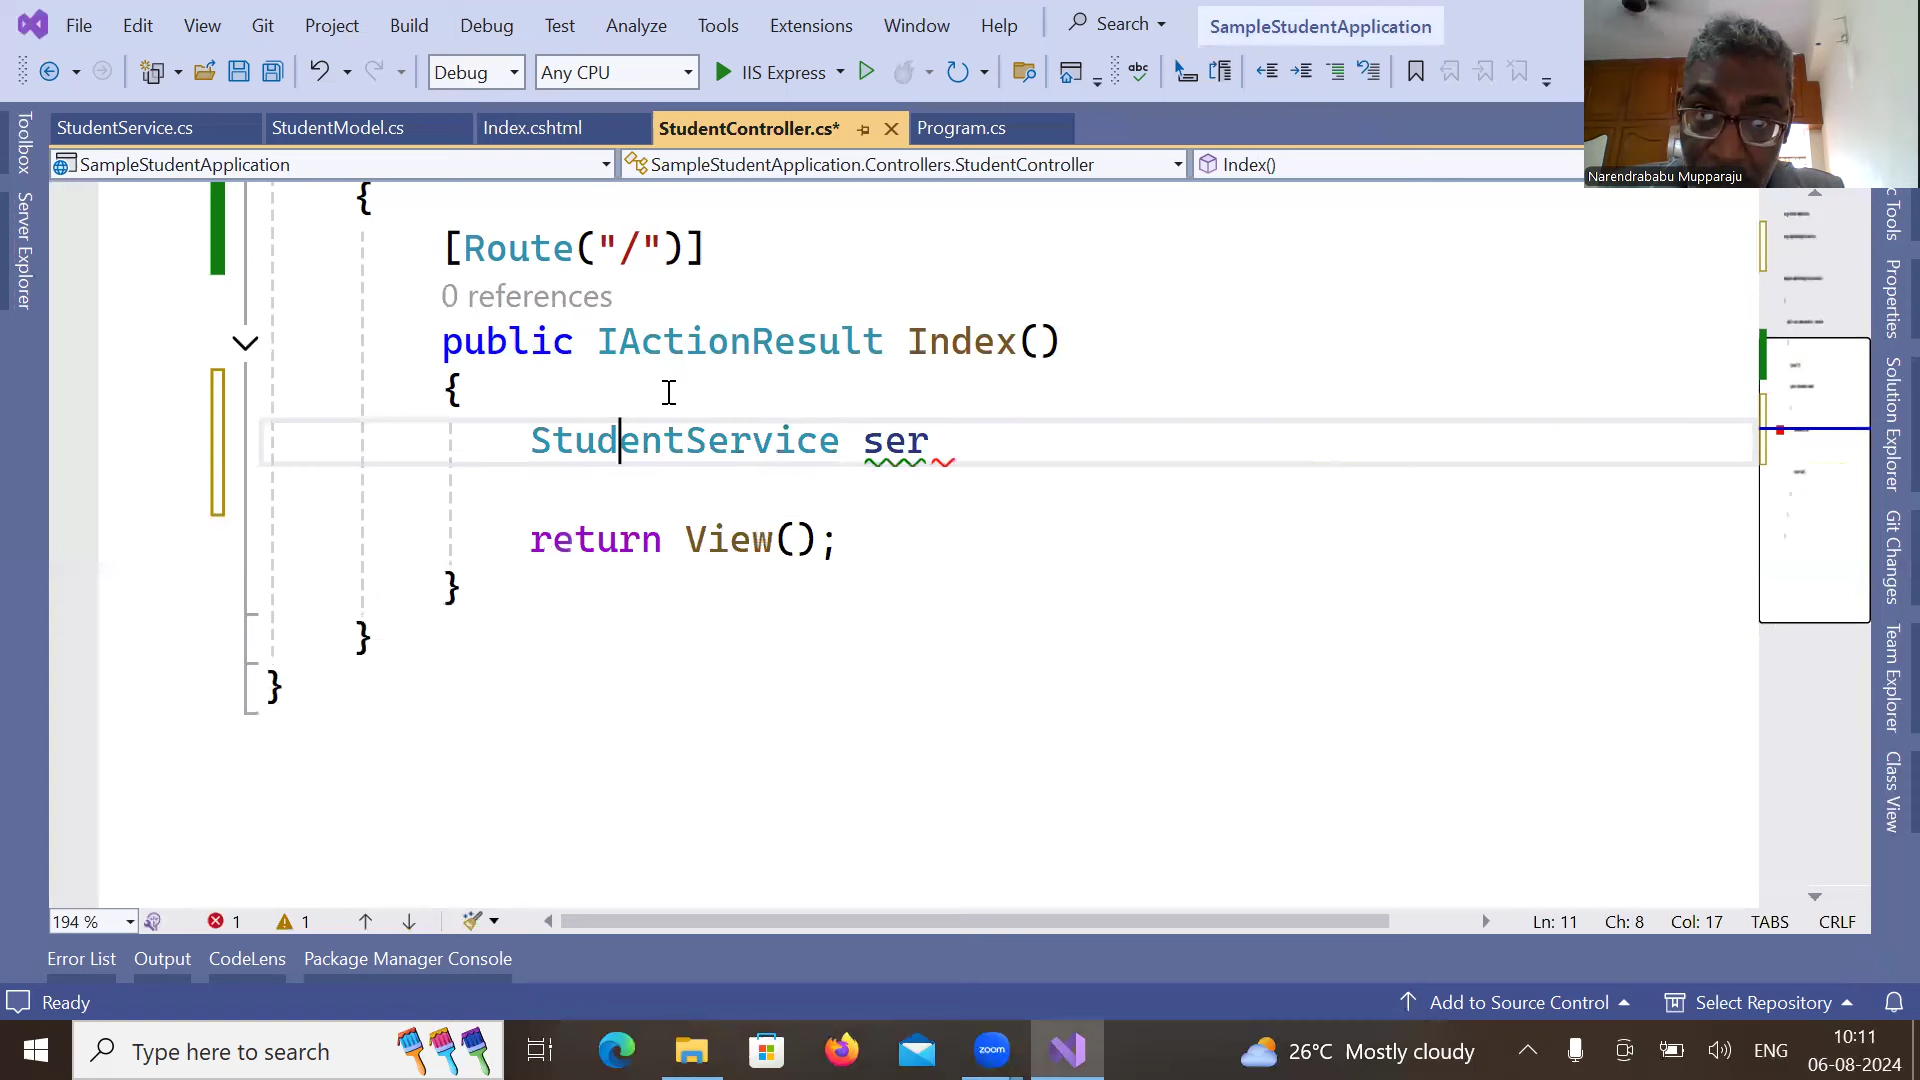 File Edit View Git Project Build Debug Test Analyze Tools Extensions Window Help Search SampleStudentApplication
Debug Any CPU IIS Express abc
StudentService.cs StudentModel.cs Index.cshtml StudentController.cs* Program.cs
SampleStudentApplication SampleStudentApplication.Controllers.StudentController Index()
Narendrababu Mupparaju
Toolbox
Server Explorer
{
[Route("/")]
0 references
public IActionResult Index()
{
StudentService ser
return View();
}
}
}
c Tools
Properties
Solution Explorer
Git Changes
Team Explorer
Class View
194 % 1 1 Ln: 11 Ch: 8 Col: 17 TABS CRLF
Error List Output CodeLens Package Manager Console
Ready Add to Source Control Select Repository
Type here to search zoom 26°C Mostly cloudy ENG 10:11
06-08-2024